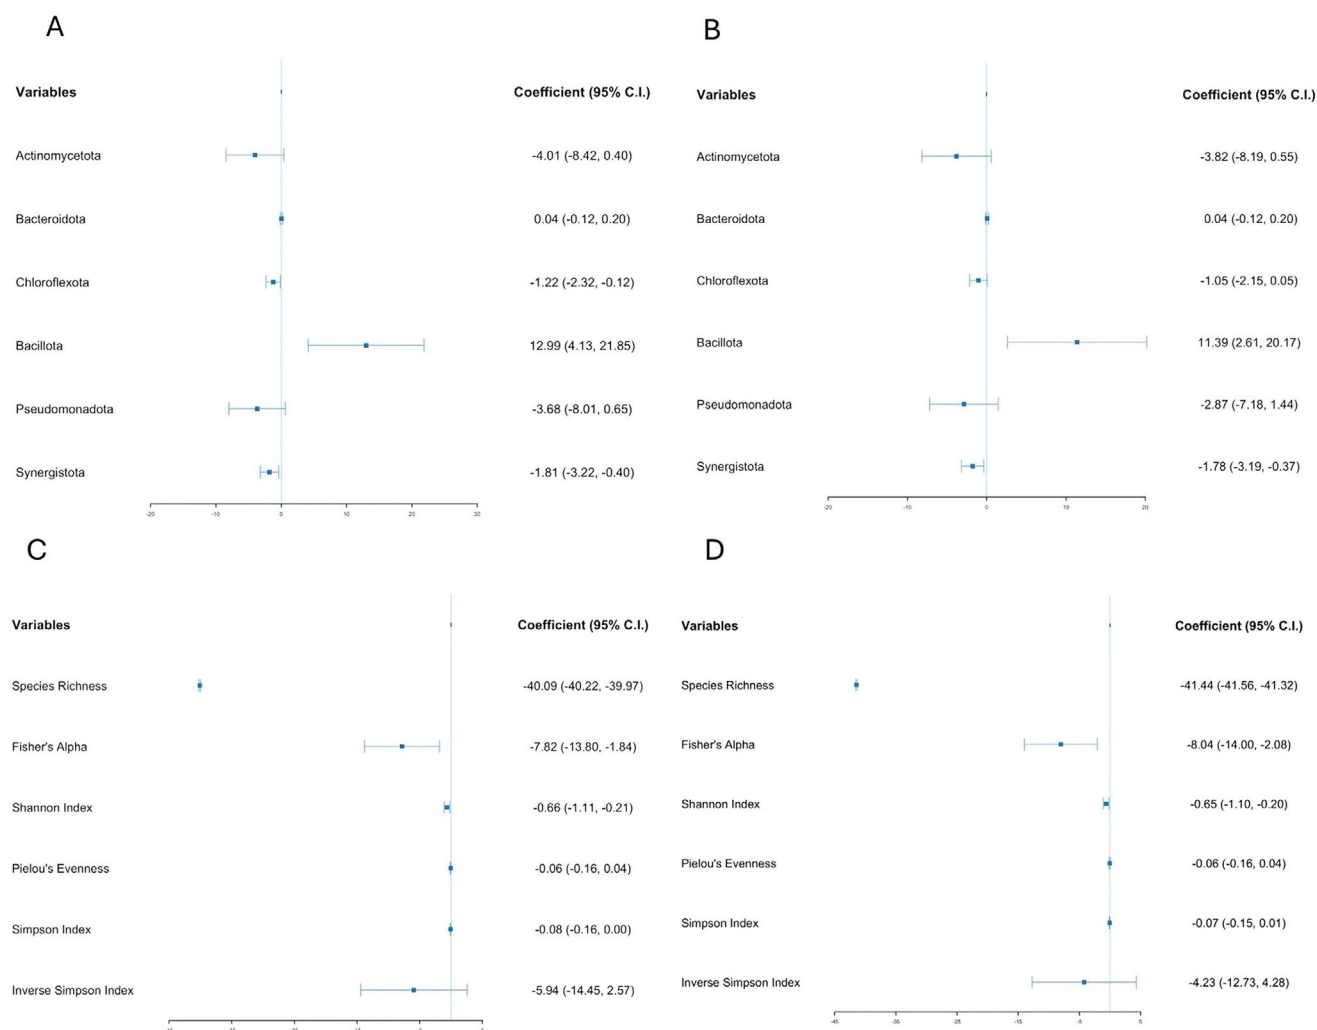 A
Variables Coefficient (95% C.I.)
Actinomycetota -4.01 (-8.42, 0.40)
Bacteroidota 0.04 (-0.12, 0.20)
Chloroflexota -1.22 (-2.32, -0.12)
Bacillota 12.99 (4.13, 21.85)
Pseudomonadota -3.68 (-8.01, 0.65)
Synergistota -1.81 (-3.22, -0.40)
-20 -10 0 10 20 30
B
Variables Coefficient (95% C.I.)
Actinomycetota -3.82 (-8.19, 0.55)
Bacteroidota 0.04 (-0.12, 0.20)
Chloroflexota -1.05 (-2.15, 0.05)
Bacillota 11.39 (2.61, 20.17)
Pseudomonadota -2.87 (-7.18, 1.44)
Synergistota -1.78 (-3.19, -0.37)
-20 -10 0 10 20
C
Variables Coefficient (95% C.I.)
Species Richness -40.09 (-40.22, -39.97)
Fisher's Alpha -7.82 (-13.80, -1.84)
Shannon Index -0.66 (-1.11, -0.21)
Pielou's Evenness -0.06 (-0.16, 0.04)
Simpson Index -0.08 (-0.16, 0.00)
Inverse Simpson Index -5.94 (-14.45, 2.57)
D
Variables Coefficient (95% C.I.)
Species Richness -41.44 (-41.56, -41.32)
Fisher's Alpha -8.04 (-14.00, -2.08)
Shannon Index -0.65 (-1.10, -0.20)
Pielou's Evenness -0.06 (-0.16, 0.04)
Simpson Index -0.07 (-0.15, 0.01)
Inverse Simpson Index -4.23 (-12.73, 4.28)
-45 -35 -25 -15 -5 5